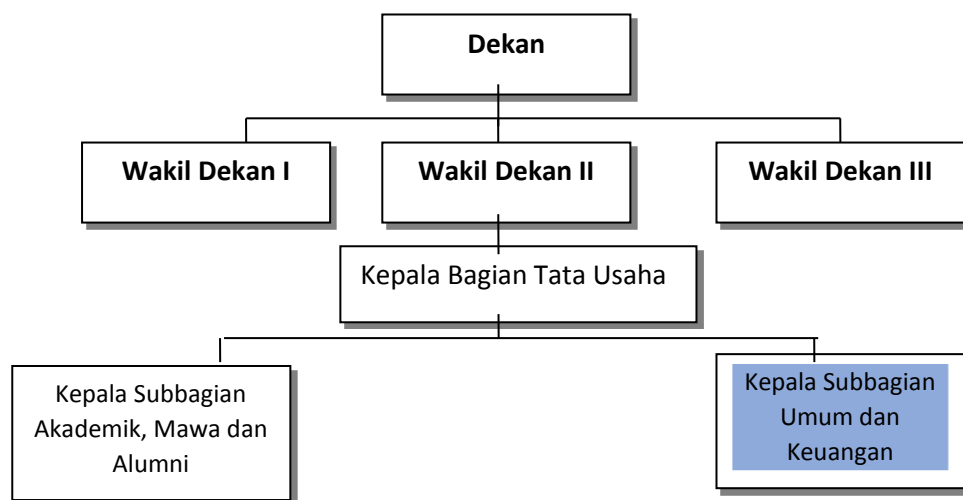 Dekan
Wakil Dekan I
Wakil Dekan II
Wakil Dekan III
Kepala Bagian Tata Usaha
Kepala Subbagian
Akademik, Mawa dan
Alumni
Kepala Subbagian
Umum dan
Keuangan